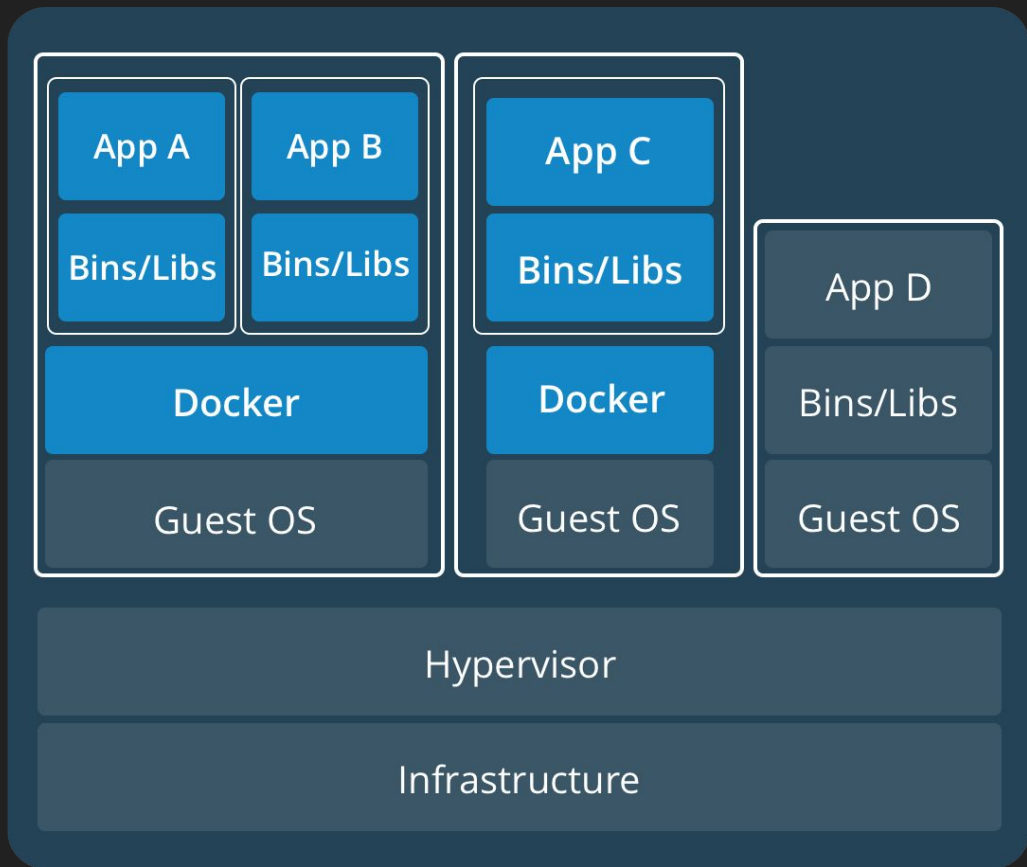 App A
Bins/Libs
App B
Bins/Libs
Docker
Guest OS
App C
Bins/Libs
Docker
Guest OS
App D
Bins/Libs
Guest OS
Hypervisor
Infrastructure